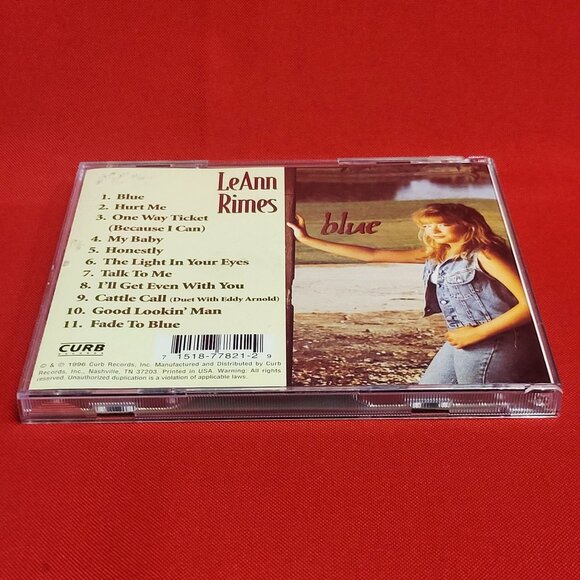 LeAnn
Rimes
1. Blue
2. Hurt Me
3. One Way Ticket
(Because I Can)
4. My Baby
5. Honestly
6. The Light In Your Eyes
7. Talk To Me
8. I'll Get Even With You
9. Cattle Call (Duet With Eddy Arnold)
10. Good Lookin' Man
11. Fade To Blue
blue
CURB
7 1518-77821-2 9
℗ & © 1996 Curb Records, Inc. Manufactured and Distributed by Curb
Records, Inc., Nashville, TN 37203. Printed in USA. Warning: All rights
reserved. Unauthorized duplication is a violation of applicable laws.